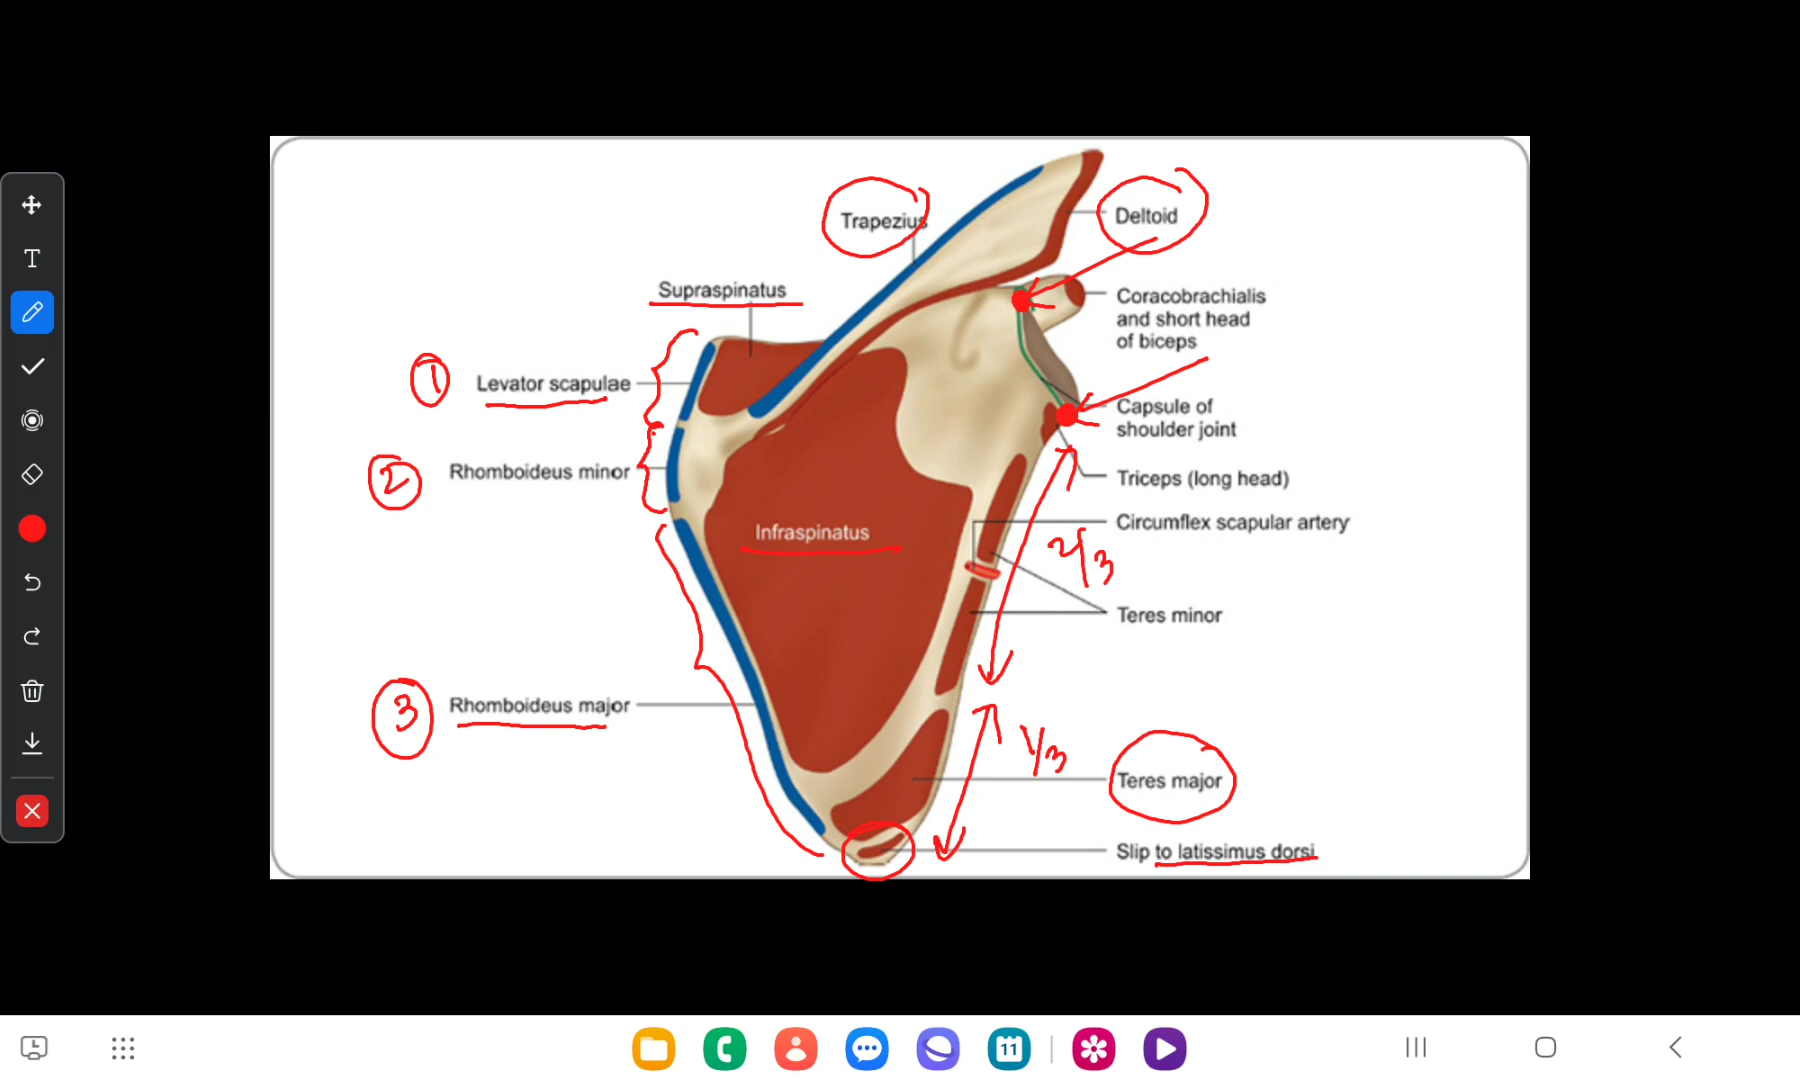 Trapezius
Deltoid
Supraspinatus
Coracobrachialis
and short head
of biceps
1
Levator scapulae
Capsule of
shoulder joint
2
Rhomboideus minor
Triceps (long head)
Infraspinatus
Circumflex scapular artery
2/3
Teres minor
3
Rhomboideus major
1/3
Teres major
Slip to latissimus dorsi
T
11